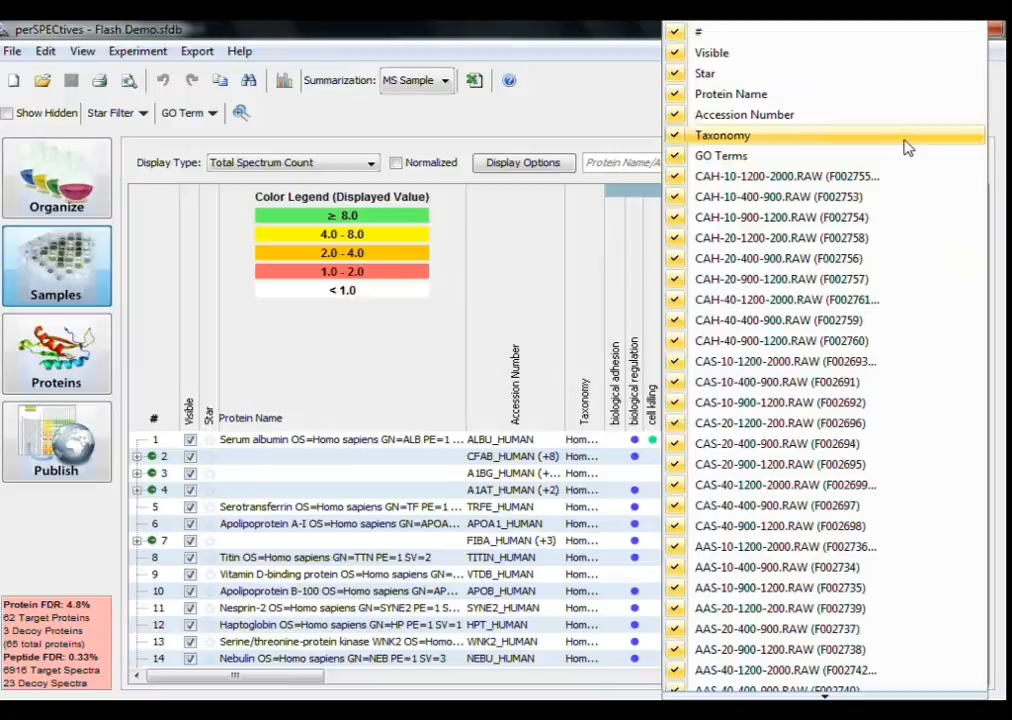 perSPECtives - Flash Demo.sfdb
File Edit View Experiment Export Help
Summarization: MS Sample
Show Hidden Star Filter GO Term
Organize
Samples
Proteins
Publish
Protein FDR: 4.8%
62 Target Proteins
3 Decoy Proteins
(65 total proteins)
Peptide FDR: 0.33%
6916 Target Spectra
23 Decoy Spectra
Display Type: Total Spectrum Count Normalized Display Options Protein Name/A
Color Legend (Displayed Value)
≥ 8.0
4.0 - 8.0
2.0 - 4.0
1.0 - 2.0
< 1.0
# Visible Star Protein Name Accession Number Taxonomy biological adhesion biological regulation cell killing
1 Serum albumin OS=Homo sapiens GN=ALB PE=1 ... ALBU_HUMAN Hom...
2 CFAB_HUMAN (+8) Hom...
3 A1BG_HUMAN (+... Hom...
4 A1AT_HUMAN (+2) Hom...
5 Serotransferrin OS=Homo sapiens GN=TF PE=1 ... TRFE_HUMAN Hom...
6 Apolipoprotein A-I OS=Homo sapiens GN=APOA... APOA1_HUMAN Hom...
7 FIBA_HUMAN (+3) Hom...
8 Titin OS=Homo sapiens GN=TTN PE=1 SV=2 TITIN_HUMAN Hom...
9 Vitamin D-binding protein OS=Homo sapiens GN=... VTDB_HUMAN Hom...
10 Apolipoprotein B-100 OS=Homo sapiens GN=AP... APOB_HUMAN Hom...
11 Nesprin-2 OS=Homo sapiens GN=SYNE2 PE=1 S... SYNE2_HUMAN Hom...
12 Haptoglobin OS=Homo sapiens GN=HP PE=1 SV=1 HPT_HUMAN Hom...
13 Serine/threonine-protein kinase WNK2 OS=Homo... WNK2_HUMAN Hom...
14 Nebulin OS=Homo sapiens GN=NEB PE=1 SV=3 NEBU_HUMAN Hom...
#
Visible
Star
Protein Name
Accession Number
Taxonomy
GO Terms
CAH-10-1200-2000.RAW (F002755...
CAH-10-400-900.RAW (F002753)
CAH-10-900-1200.RAW (F002754)
CAH-20-1200-200.RAW (F002758)
CAH-20-400-900.RAW (F002756)
CAH-20-900-1200.RAW (F002757)
CAH-40-1200-2000.RAW (F002761...
CAH-40-400-900.RAW (F002759)
CAH-40-900-1200.RAW (F002760)
CAS-10-1200-2000.RAW (F002693...
CAS-10-400-900.RAW (F002691)
CAS-10-900-1200.RAW (F002692)
CAS-20-1200-200.RAW (F002696)
CAS-20-400-900.RAW (F002694)
CAS-20-900-1200.RAW (F002695)
CAS-40-1200-2000.RAW (F002699...
CAS-40-400-900.RAW (F002697)
CAS-40-900-1200.RAW (F002698)
AAS-10-1200-2000.RAW (F002736...
AAS-10-400-900.RAW (F002734)
AAS-10-900-1200.RAW (F002735)
AAS-20-1200-200.RAW (F002739)
AAS-20-400-900.RAW (F002737)
AAS-20-900-1200.RAW (F002738)
AAS-40-1200-2000.RAW (F002742...
AAS-40-400-900.RAW (F002740)